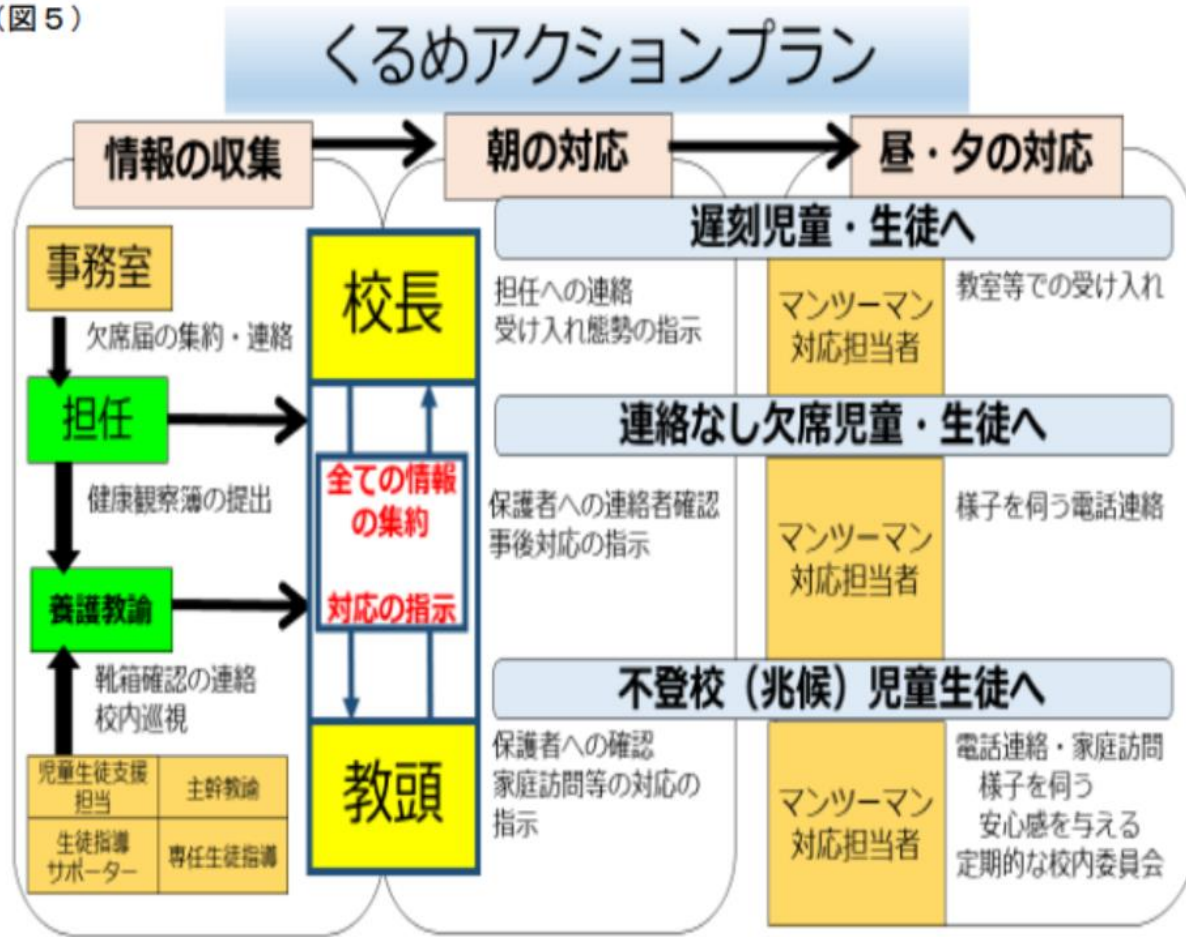 (図５)
くるめアクションプラン
情報の収集
朝の対応
昼・夕の対応
事務室
欠席届の集約・連絡
担任
健康観察簿の提出
養護教諭
靴箱確認の連絡
校内巡視
児童生徒支援
担当
主幹教諭
生徒指導
サポーター
専任生徒指導
校長
全ての情報
の集約
対応の指示
教頭
遅刻児童・生徒へ
担任への連絡
受け入れ態勢の指示
マンツーマン
対応担当者
教室等での受け入れ
連絡なし欠席児童・生徒へ
保護者への連絡者確認
事後対応の指示
マンツーマン
対応担当者
様子を伺う電話連絡
不登校（兆候）児童生徒へ
保護者への確認
家庭訪問等の対応の
指示
マンツーマン
対応担当者
電話連絡・家庭訪問
様子を伺う
安心感を与える
定期的な校内委員会